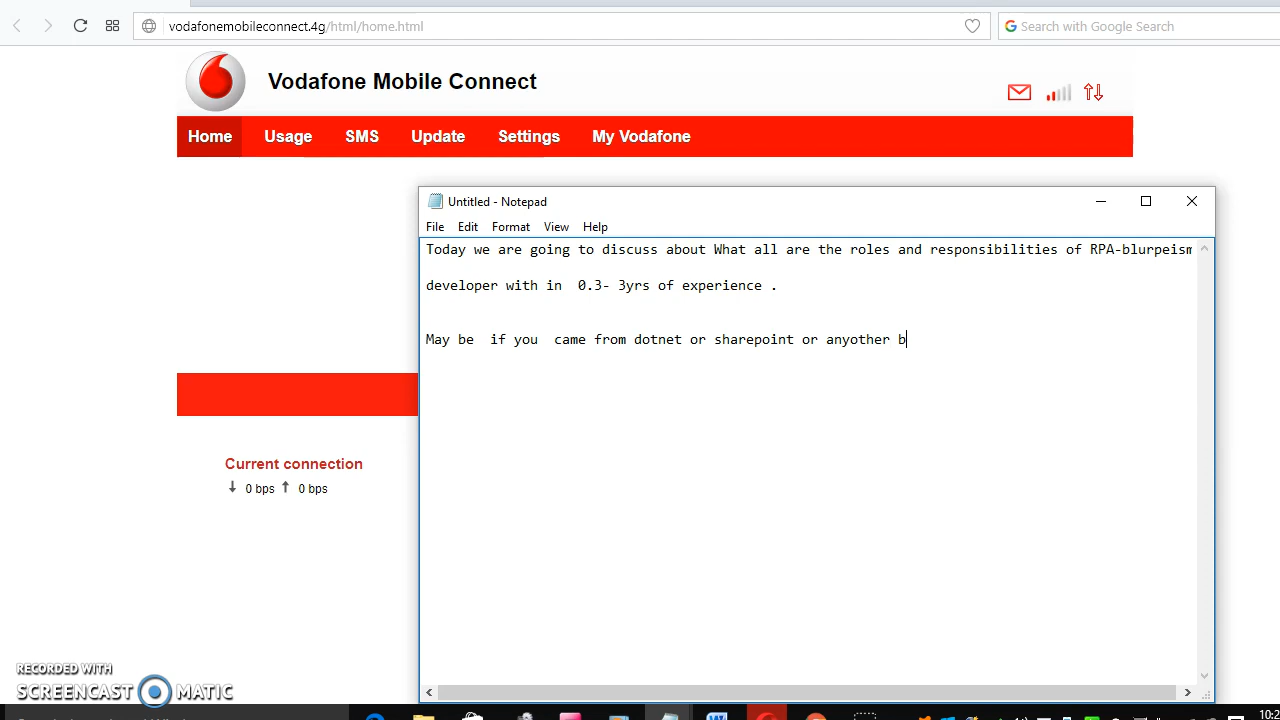 vodafonemobileconnect.4g/html/home.html
Search with Google Search
Vodafone Mobile Connect
Home Usage SMS Update Settings My Vodafone
Untitled - Notepad
File Edit Format View Help
Today we are going to discuss about What all are the roles and responsibilities of RPA-blurpeism
developer with in 0.3- 3yrs of experience .
May be if you came from dotnet or sharepoint or anyother b
Current connection
0 bps 0 bps
RECORDED WITH
SCREENCAST MATIC